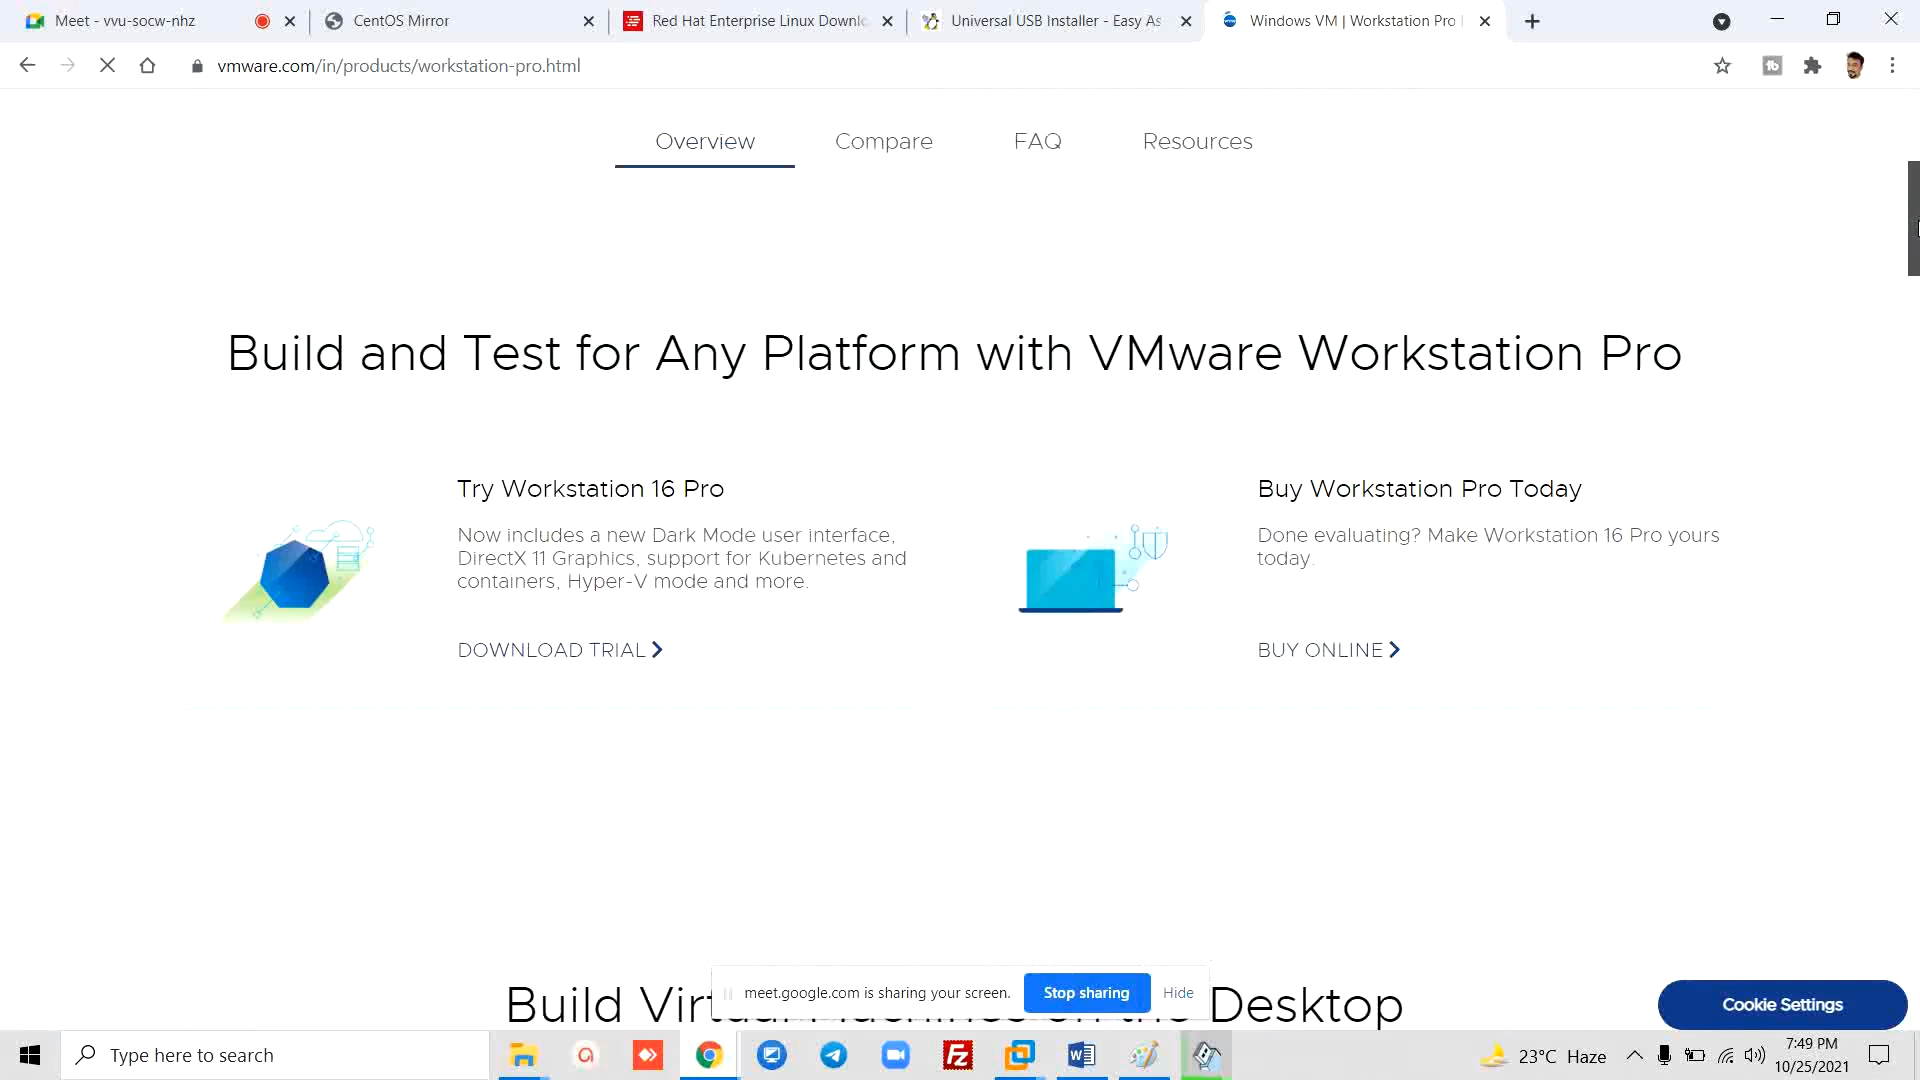 Meet - vvu-socw-nhz
CentOS Mirror
Red Hat Enterprise Linux Downlo
Universal USB Installer - Easy As
Windows VM | Workstation Pro |
vmware.com/in/products/workstation-pro.html
Overview
Compare
FAQ
Resources
Build and Test for Any Platform with VMware Workstation Pro
Try Workstation 16 Pro
Now includes a new Dark Mode user interface,
DirectX 11 Graphics, support for Kubernetes and
containers, Hyper-V mode and more.
DOWNLOAD TRIAL
Buy Workstation Pro Today
Done evaluating? Make Workstation 16 Pro yours
today.
BUY ONLINE
Build Virtual Machines on the Desktop
meet.google.com is sharing your screen.
Stop sharing
Hide
Cookie Settings
Type here to search
23°C Haze
7:49 PM
10/25/2021